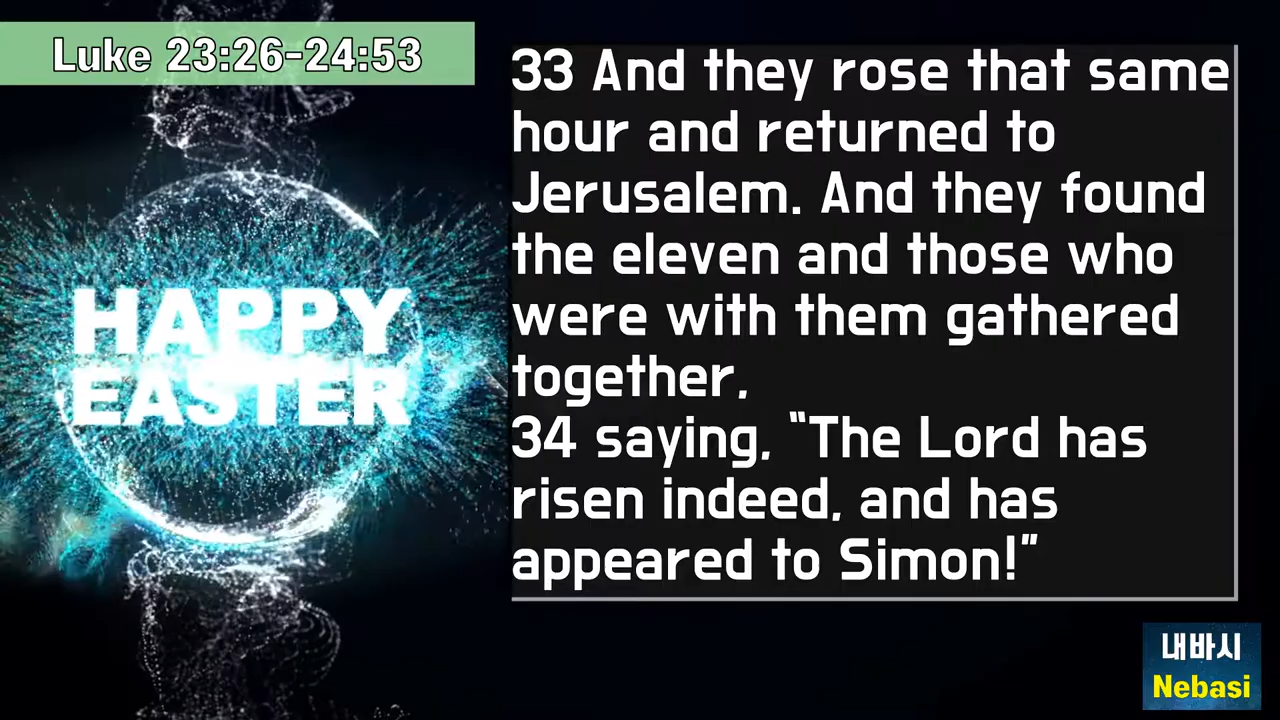 Luke 23:26-24:53
HAPPY
EASTER
33 And they rose that same
hour and returned to
Jerusalem. And they found
the eleven and those who
were with them gathered
together,
34 saying, “The Lord has
risen indeed, and has
appeared to Simon!”
내바시
Nebasi